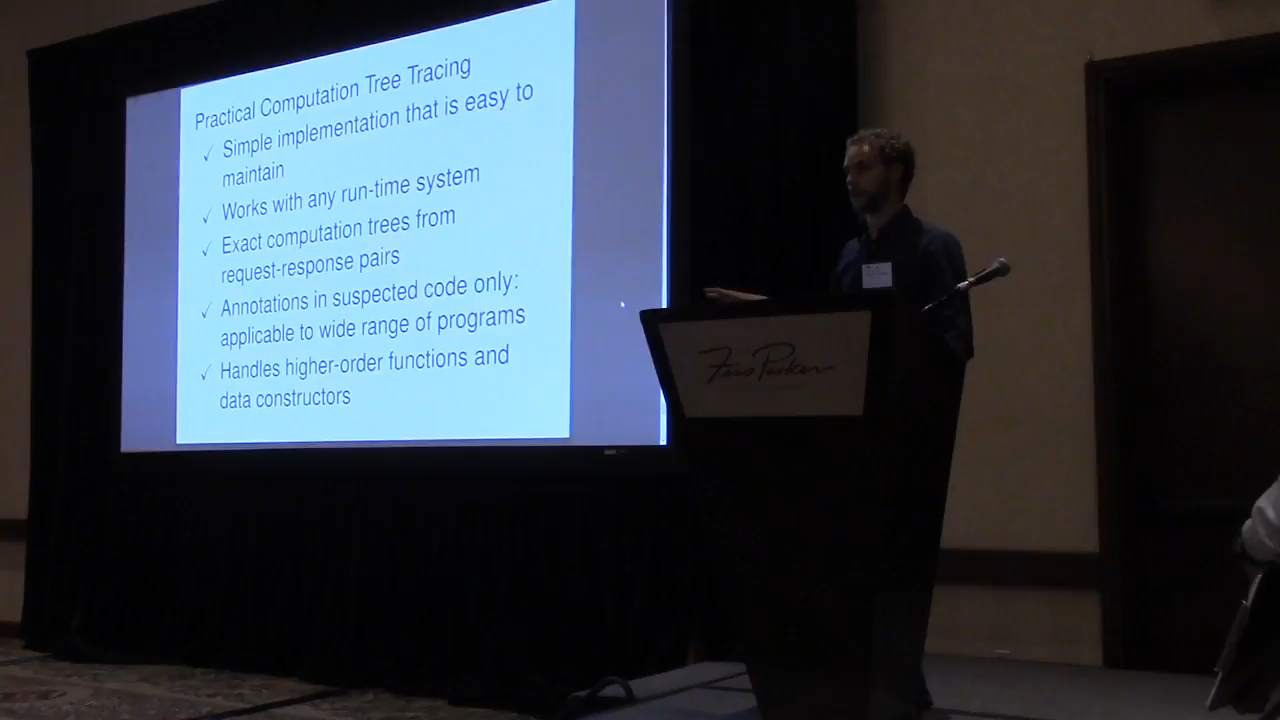 Practical Computation Tree Tracing
✓ Simple implementation that is easy to
maintain
✓ Works with any run-time system
✓ Exact computation trees from
request-response pairs
✓ Annotations in suspected code only:
applicable to wide range of programs
✓ Handles higher-order functions and
data constructors
Fess Parker